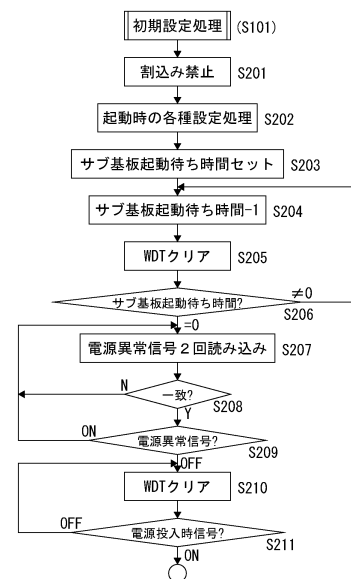 初期設定処理 (S101)
割込み禁止 S201
起動時の各種設定処理 S202
サブ基板起動待ち時間セット S203
サブ基板起動待ち時間-1 S204
WDTクリア S205
サブ基板起動待ち時間? ≠0 S206
=0
電源異常信号2回読み込み S207
N 一致? S208
Y
ON 電源異常信号? S209
OFF
WDTクリア S210
OFF 電源投入時信号? S211
ON